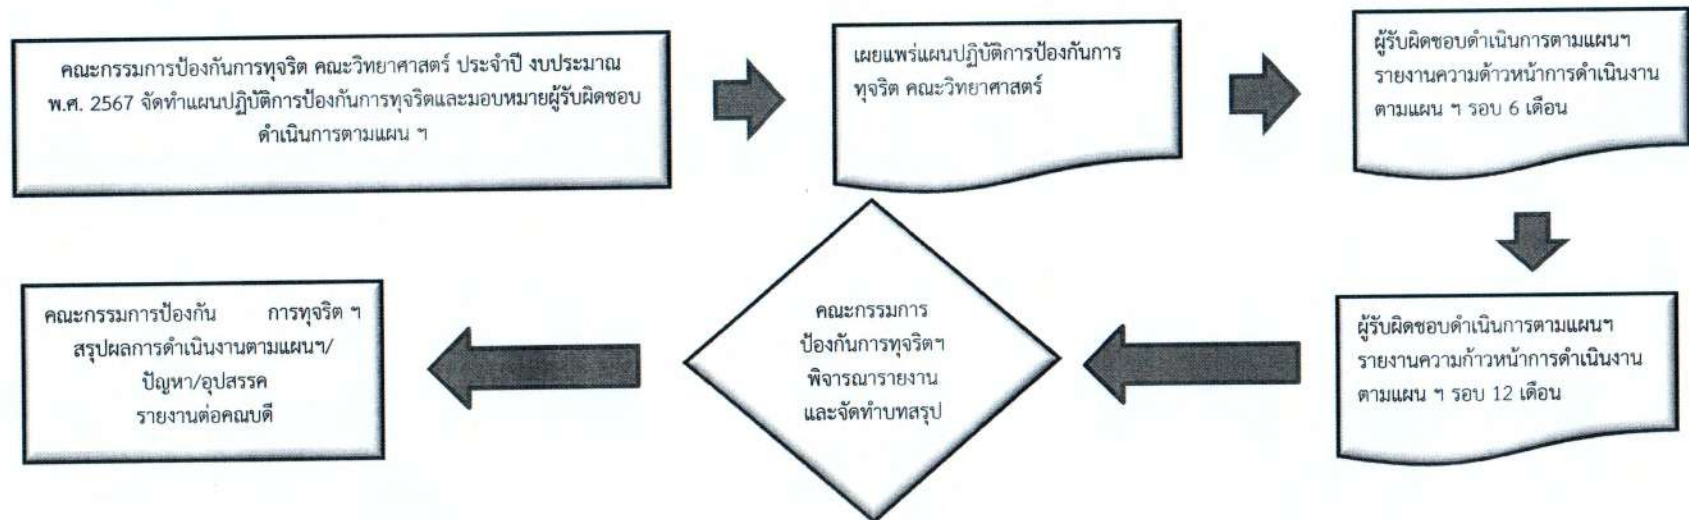 คณะกรรมการป้องกันการทุจริต คณะวิทยาศาสตร์ ประจำปี งบประมาณ
พ.ศ. 2567 จัดทำแผนปฏิบัติการป้องกันการทุจริตและมอบหมายผู้รับผิดชอบ
ดำเนินการตามแผน ฯ
เผยแพร่แผนปฏิบัติการป้องกันการ
ทุจริต คณะวิทยาศาสตร์
ผู้รับผิดชอบดำเนินการตามแผนฯ
รายงานความด้าวหน้าการดำเนินงาน
ตามแผน ฯ รอบ 6 เดือน
ผู้รับผิดชอบดำเนินการตามแผนฯ
รายงานความก้าวหน้าการดำเนินงาน
ตามแผน ฯ รอบ 12 เดือน
คณะกรรมการ
ป้องกันการทุจริตฯ
พิจารณารายงาน
และจัดทำบทสรุป
คณะกรรมการป้องกัน การทุจริต ฯ
สรุปผลการดำเนินงานตามแผนฯ/
ปัญหา/อุปสรรค
รายงานต่อคณบดี